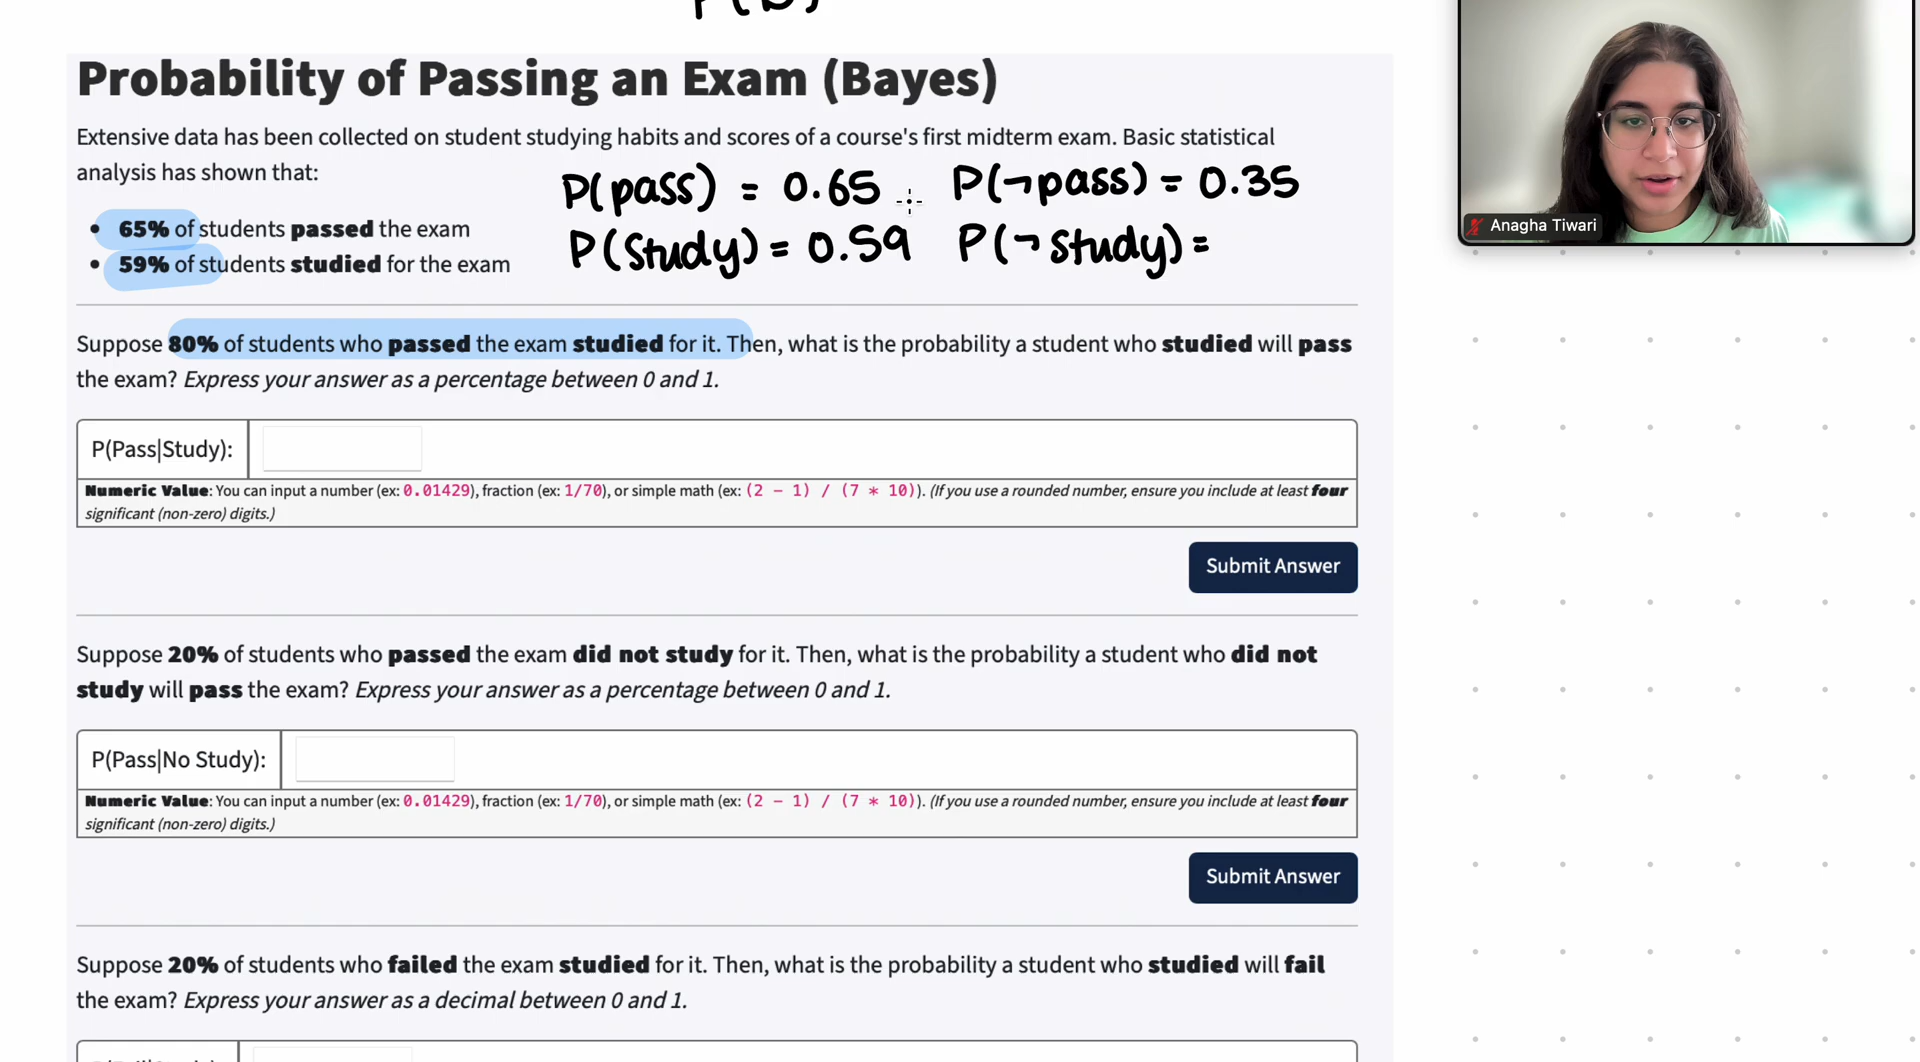 Probability of Passing an Exam (Bayes)
Extensive data has been collected on student studying habits and scores of a course's first midterm exam. Basic statistical
analysis has shown that:
P(pass) = 0.65 P(¬pass) = 0.35
• 65% of students passed the exam
P(study) = 0.59 P(¬study) =
• 59% of students studied for the exam
Anagha Tiwari
Suppose 80% of students who passed the exam studied for it. Then, what is the probability a student who studied will pass
the exam? Express your answer as a percentage between 0 and 1.
P(Pass|Study):
Numeric Value: You can input a number (ex: 0.01429), fraction (ex: 1/70), or simple math (ex: (2 - 1) / (7 * 10)). (If you use a rounded number, ensure you include at least four
significant (non-zero) digits.)
Submit Answer
Suppose 20% of students who passed the exam did not study for it. Then, what is the probability a student who did not
study will pass the exam? Express your answer as a percentage between 0 and 1.
P(Pass|No Study):
Numeric Value: You can input a number (ex: 0.01429), fraction (ex: 1/70), or simple math (ex: (2 - 1) / (7 * 10)). (If you use a rounded number, ensure you include at least four
significant (non-zero) digits.)
Submit Answer
Suppose 20% of students who failed the exam studied for it. Then, what is the probability a student who studied will fail
the exam? Express your answer as a decimal between 0 and 1.